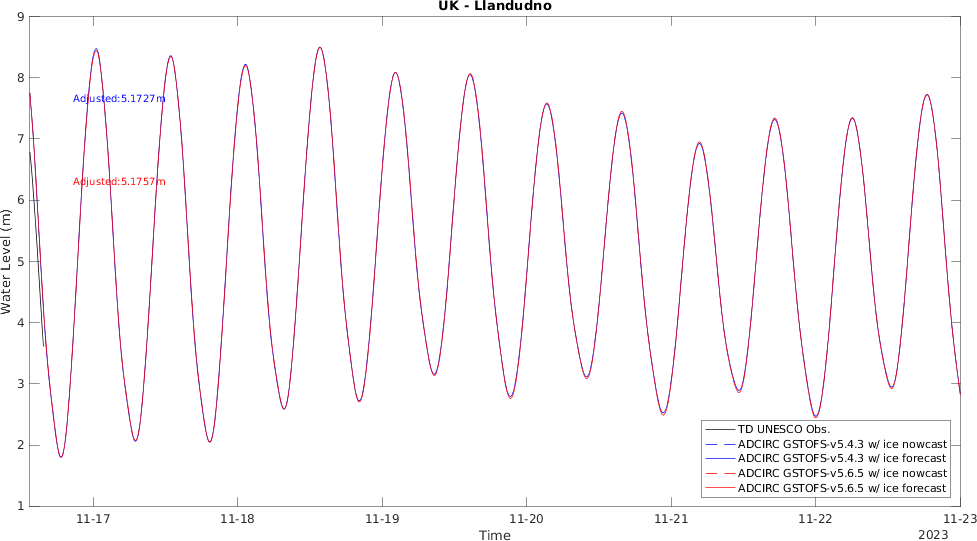 UK - Llandudno
9
8
7
6
5
4
3
2
1
Water Level (m)
Adjusted:5.1727m
Adjusted:5.1757m
TD UNESCO Obs.
ADCIRC GSTOFS-v5.4.3 w/ ice nowcast
ADCIRC GSTOFS-v5.4.3 w/ ice forecast
ADCIRC GSTOFS-v5.6.5 w/ ice nowcast
ADCIRC GSTOFS-v5.6.5 w/ ice forecast
11-17 11-18 11-19 11-20 11-21 11-22 11-23
Time
2023